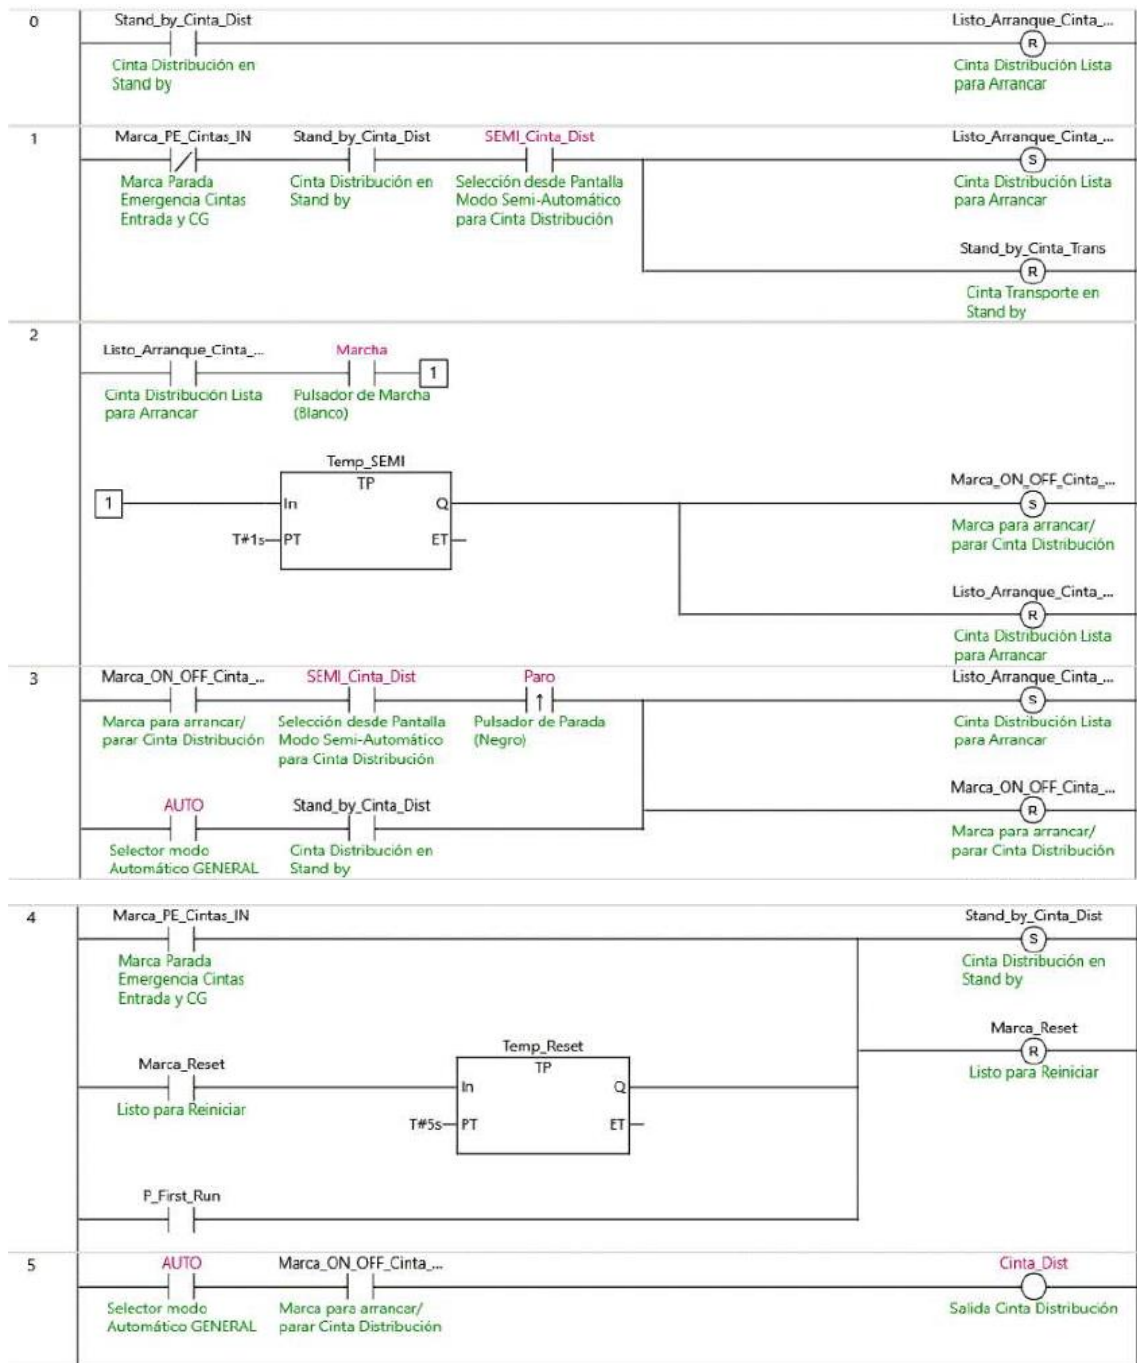 0
Stand_by_Cinta_Dist
Listo_Arranque_Cinta_...
R
Cinta Distribución en
Stand by
Cinta Distribución Lista
para Arrancar
1
Marca_PE_Cintas_IN
Stand_by_Cinta_Dist
SEMI_Cinta_Dist
Listo_Arranque_Cinta_...
S
Marca Parada
Emergencia Cintas
Entrada y CG
Cinta Distribución en
Stand by
Selección desde Pantalla
Modo Semi-Automático
para Cinta Distribución
Cinta Distribución Lista
para Arrancar
Stand_by_Cinta_Trans
R
Cinta Transporte en
Stand by
2
Listo_Arranque_Cinta_...
Marcha
1
Cinta Distribución Lista
para Arrancar
Pulsador de Marcha
(Blanco)
Temp_SEMI
TP
1
In
Q
T#1s
PT
ET
Marca_ON_OFF_Cinta_...
S
Marca para arrancar/
parar Cinta Distribución
Listo_Arranque_Cinta_...
R
Cinta Distribución Lista
para Arrancar
3
Marca_ON_OFF_Cinta_...
SEMI_Cinta_Dist
Paro
Listo_Arranque_Cinta_...
S
Marca para arrancar/
parar Cinta Distribución
Selección desde Pantalla
Modo Semi-Automático
para Cinta Distribución
Pulsador de Parada
(Negro)
Cinta Distribución Lista
para Arrancar
AUTO
Stand_by_Cinta_Dist
Marca_ON_OFF_Cinta_...
R
Selector modo
Automático GENERAL
Cinta Distribución en
Stand by
Marca para arrancar/
parar Cinta Distribución
4
Marca_PE_Cintas_IN
Stand_by_Cinta_Dist
S
Marca Parada
Emergencia Cintas
Entrada y CG
Cinta Distribución en
Stand by
Marca_Reset
Temp_Reset
TP
Marca_Reset
R
Listo para Reiniciar
In
Q
Listo para Reiniciar
T#5s
PT
ET
P_First_Run
5
AUTO
Marca_ON_OFF_Cinta_...
Cinta_Dist
Selector modo
Automático GENERAL
Marca para arrancar/
parar Cinta Distribución
Salida Cinta Distribución